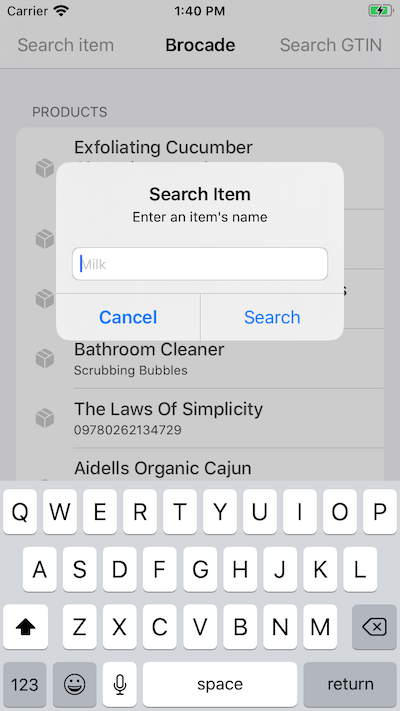 Carrier 1:40 PM
Search item Brocade Search GTIN
PRODUCTS
Exfoliating Cucumber
Search Item
Enter an item's name
Milk
Cancel Search
Bathroom Cleaner
Scrubbing Bubbles
The Laws Of Simplicity
09780262134729
Aidells Organic Cajun
Q W E R T Y U I O P
A S D F G H J K L
Z X C V B N M
123 space return